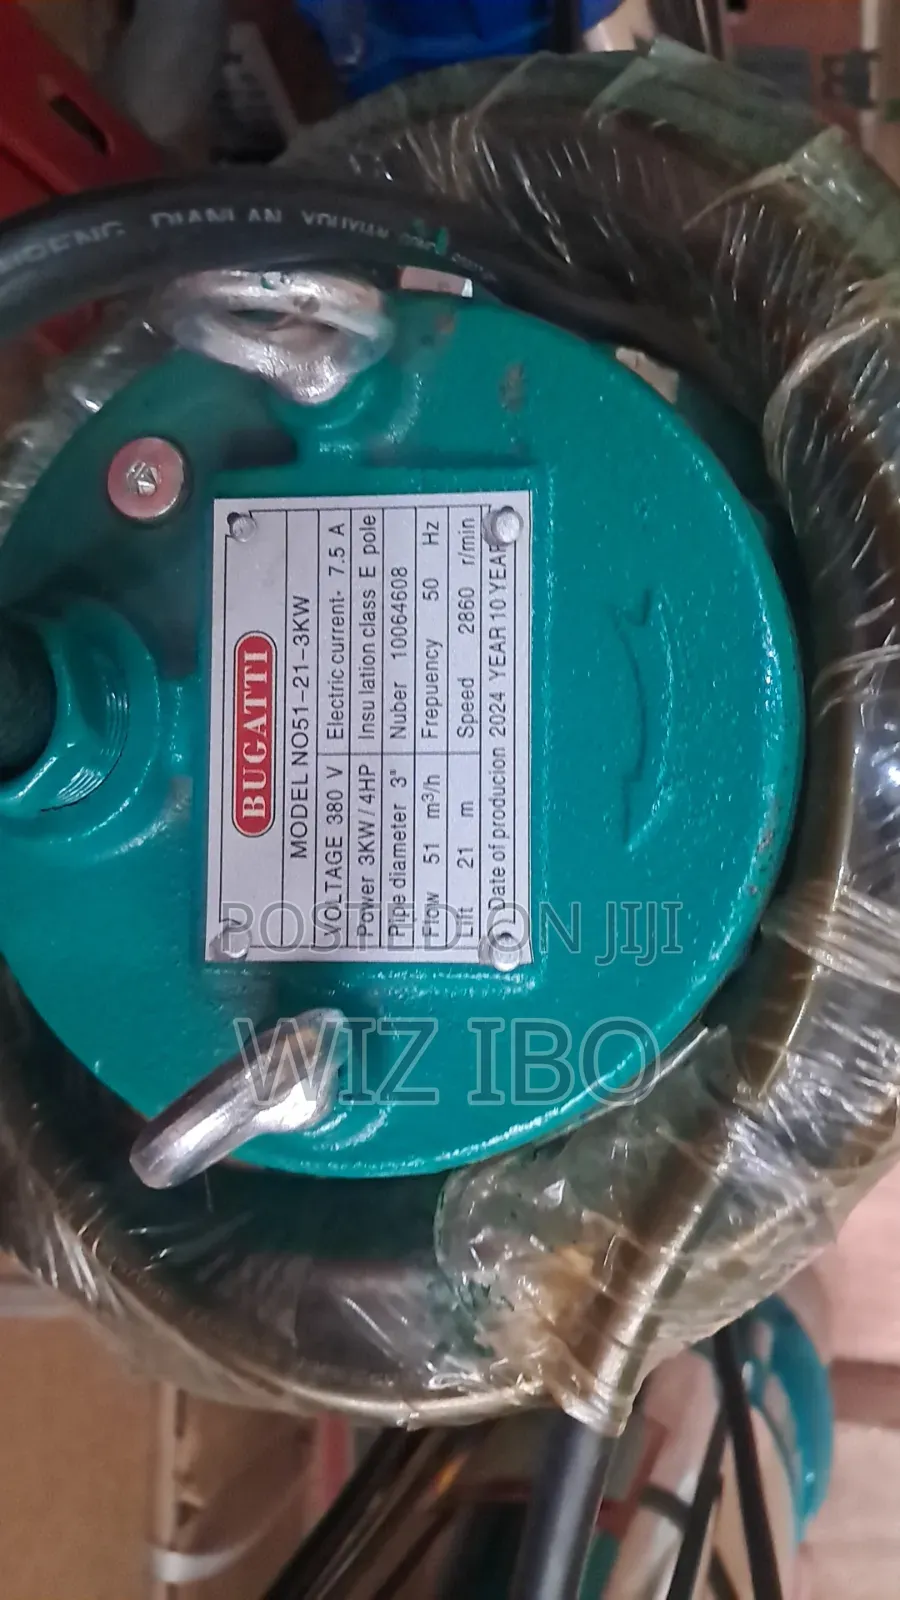 DIANLAN YOUYUAN
BUGATTI
MODEL NO51-21-3KW
VOLTAGE 380 V Electric current- 7.5 A
Power 3KW/4HP Insu lation class E pole
Pipe diameter 3" Nuber 10064608
Flow 51 m³/h Frepuency 50 Hz
Lift 21 m Speed 2860 r/min
Date of producion 2024 YEAR 10 YEAR
POSTED ON JIJI
WIZ IBO